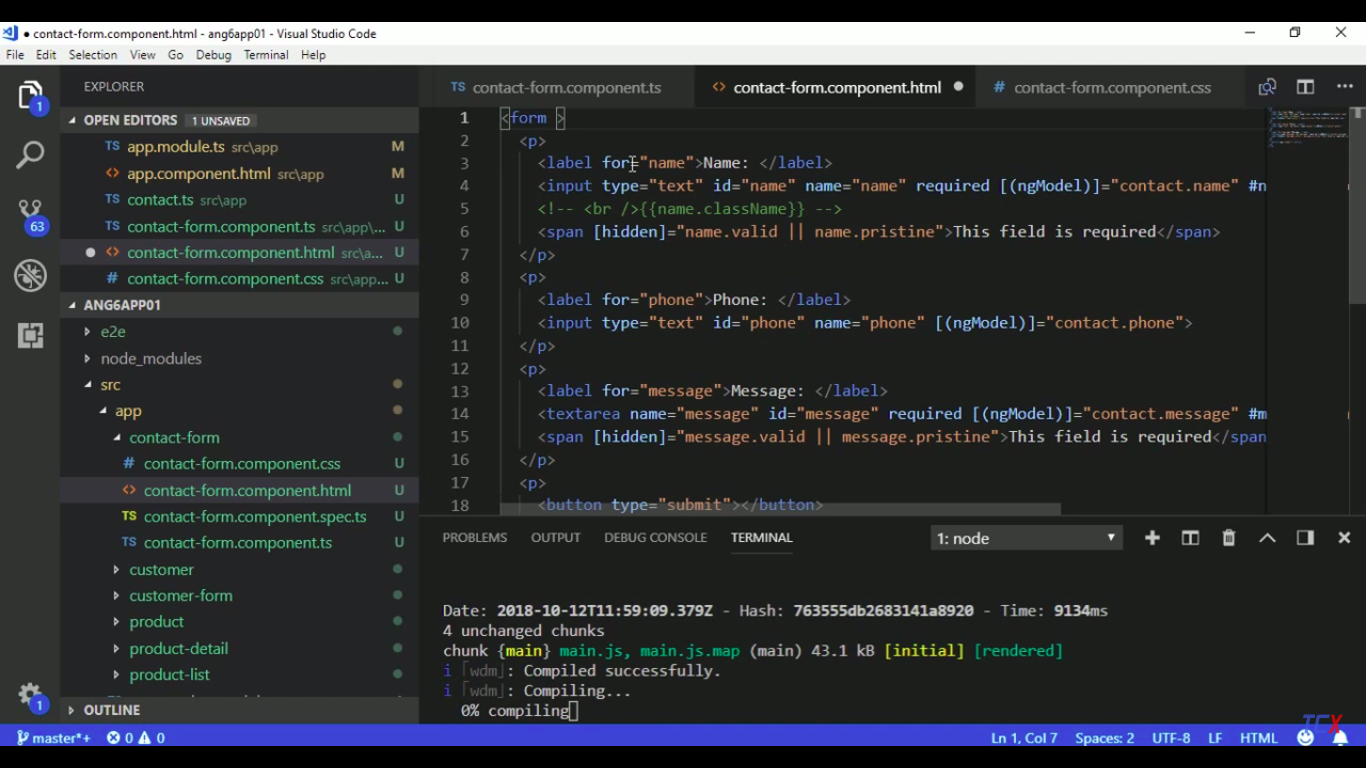 contact-form.component.html - ang6app01 - Visual Studio Code
File Edit Selection View Go Debug Terminal Help
EXPLORER
OPEN EDITORS 1 UNSAVED
TS app.module.ts src\app M
<> app.component.html src\app M
TS contact.ts src\app U
TS contact-form.component.ts src\app\... U
<> contact-form.component.html src\a... U
# contact-form.component.css src\app... U
ANG6APP01
e2e
node_modules
src
app
contact-form
# contact-form.component.css U
<> contact-form.component.html U
TS contact-form.component.spec.ts U
TS contact-form.component.ts U
customer
customer-form
product
product-detail
product-list
OUTLINE
1
63
1
TS contact-form.component.ts
<> contact-form.component.html
# contact-form.component.css
1 <form >
2 <p>
3 <label for="name">Name: </label>
4 <input type="text" id="name" name="name" required [(ngModel)]="contact.name" #n
5 <!-- <br />{{name.className}} -->
6 <span [hidden]="name.valid || name.pristine">This field is required</span>
7 </p>
8 <p>
9 <label for="phone">Phone: </label>
10 <input type="text" id="phone" name="phone" [(ngModel)]="contact.phone">
11 </p>
12 <p>
13 <label for="message">Message: </label>
14 <textarea name="message" id="message" required [(ngModel)]="contact.message" #m
15 <span [hidden]="message.valid || message.pristine">This field is required</span
16 </p>
17 <p>
18 <button type="submit"></button>
PROBLEMS OUTPUT DEBUG CONSOLE TERMINAL 1: node
Date: 2018-10-12T11:59:09.379Z - Hash: 763555db2683141a8920 - Time: 9134ms
4 unchanged chunks
chunk {main} main.js, main.js.map (main) 43.1 kB [initial] [rendered]
i ｢wdm｣: Compiled successfully.
i ｢wdm｣: Compiling...
0% compiling
TCX
master*+ 0 0 Ln 1, Col 7 Spaces: 2 UTF-8 LF HTML